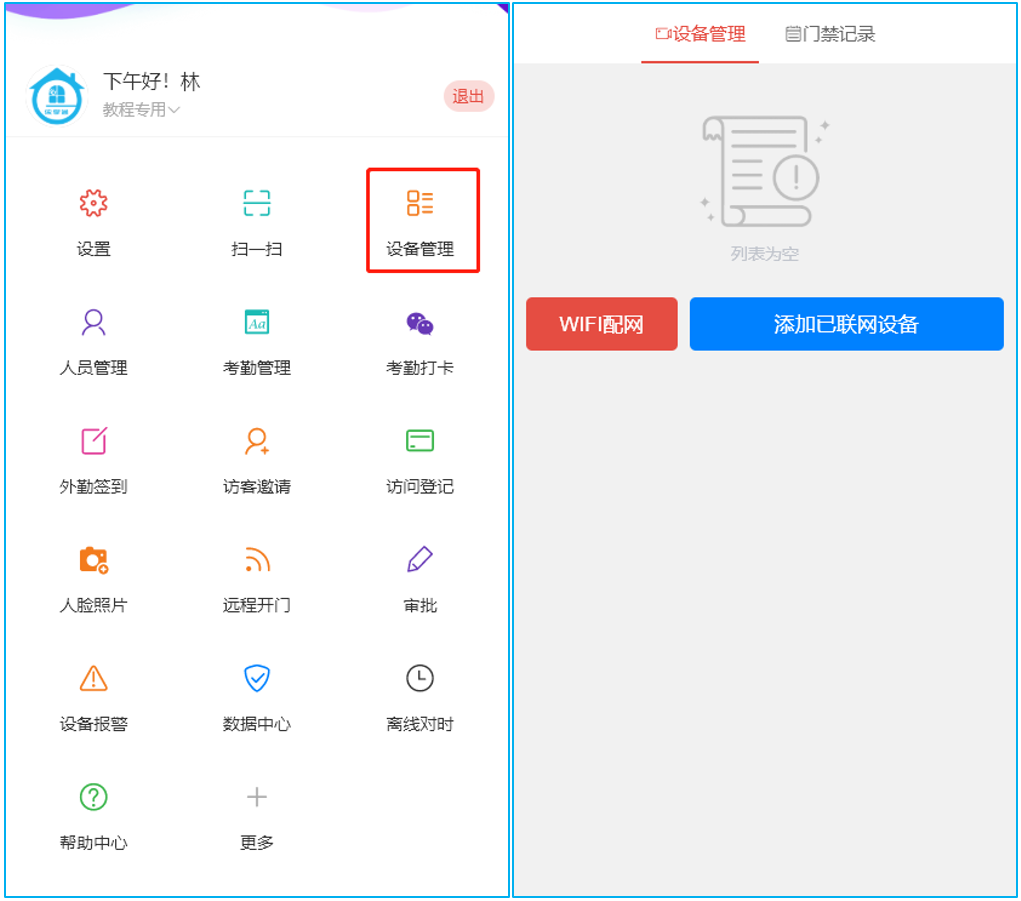 下午好！林
教程专用
退出
设置
扫一扫
设备管理
人员管理
Aa
考勤管理
考勤打卡
外勤签到
访客邀请
访问登记
人脸照片
远程开门
审批
设备报警
数据中心
离线对时
帮助中心
更多
设备管理
门禁记录
列表为空
WIFI配网
添加已联网设备